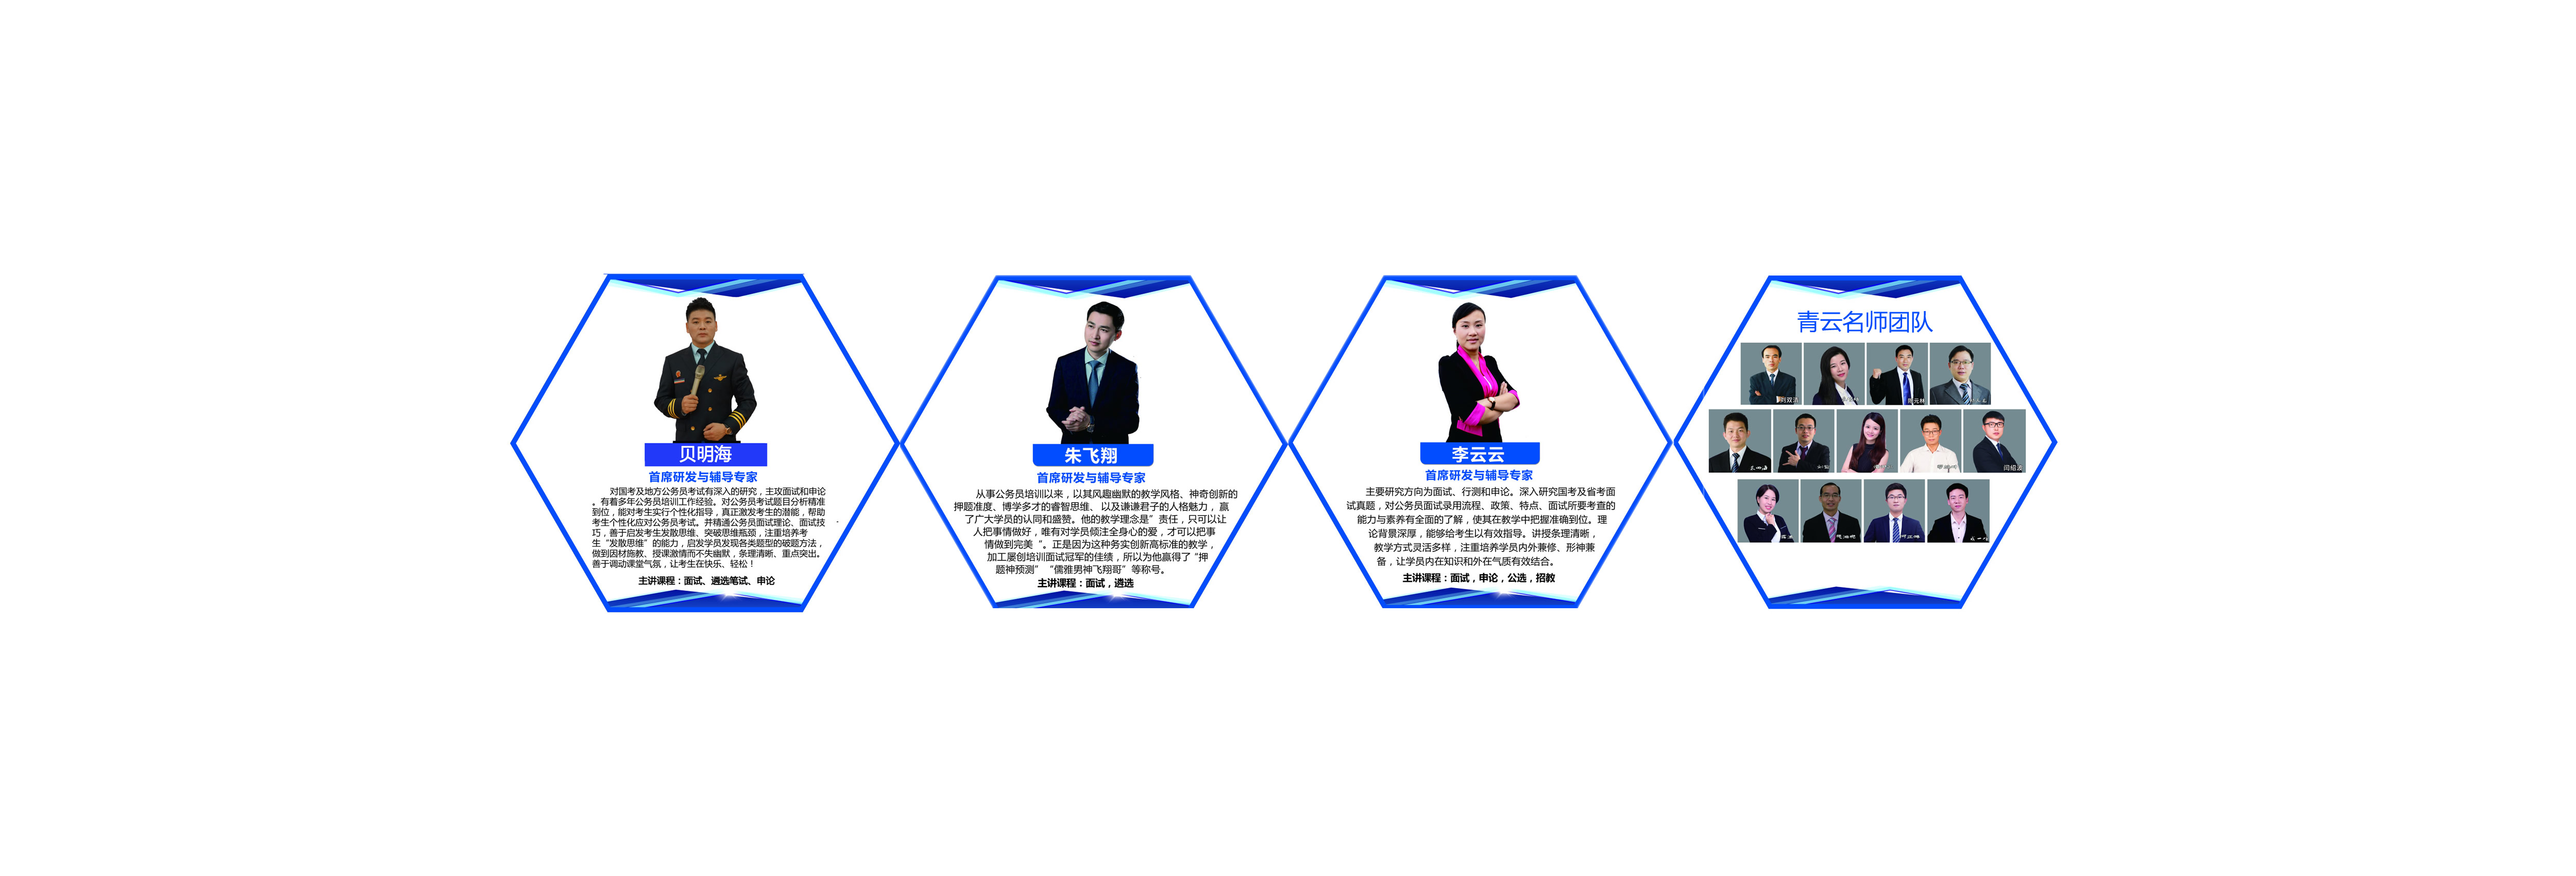 贝明海
首席研发与辅导专家
对国考及地方公务员考试有深入的研究，主攻面试和申论
。有着多年公务员培训工作经验。对公务员考试题目分析精准
到位，能对考生实行个性化指导，真正激发考生的潜能，帮助
考生个性化应对公务员考试。并精通公务员面试理论、面试技
巧，善于启发考生发散思维、突破思维瓶颈，注重培养考
生“发散思维”的能力，启发学员发现各类题型的破题方法，
做到因材施教、授课激情而不失幽默，条理清晰、重点突出。
善于调动课堂气氛，让考生在快乐、轻松！
主讲课程：面试、遴选笔试、申论
朱飞翔
首席研发与辅导专家
从事公务员培训以来，以其风趣幽默的教学风格、神奇创新的
押题准度、博学多才的睿智思维、 以及谦谦君子的人格魅力， 赢
了广大学员的认同和盛赞。他的教学理念是”责任，只可以让
人把事情做好，唯有对学员倾注全身心的爱，才可以把事
情做到完美“。正是因为这种务实创新高标准的教学，
加工屡创培训面试冠军的佳绩，所以为他赢得了“押
题神预测” “儒雅男神飞翔哥”等称号。
主讲课程：面试，遴选
李云云
首席研发与辅导专家
主要研究方向为面试、行测和申论。深入研究国考及省考面
试真题，对公务员面试录用流程、政策、特点、面试所要考查的
能力与素养有全面的了解，使其在教学中把握准确到位。理
论背景深厚，能够给考生以有效指导。讲授条理清晰，
教学方式灵活多样，注重培养学员内外兼修、形神兼
备，让学员内在知识和外在气质有效结合。
主讲课程：面试，申论，公选，招教
青云名师团队
闫绍波